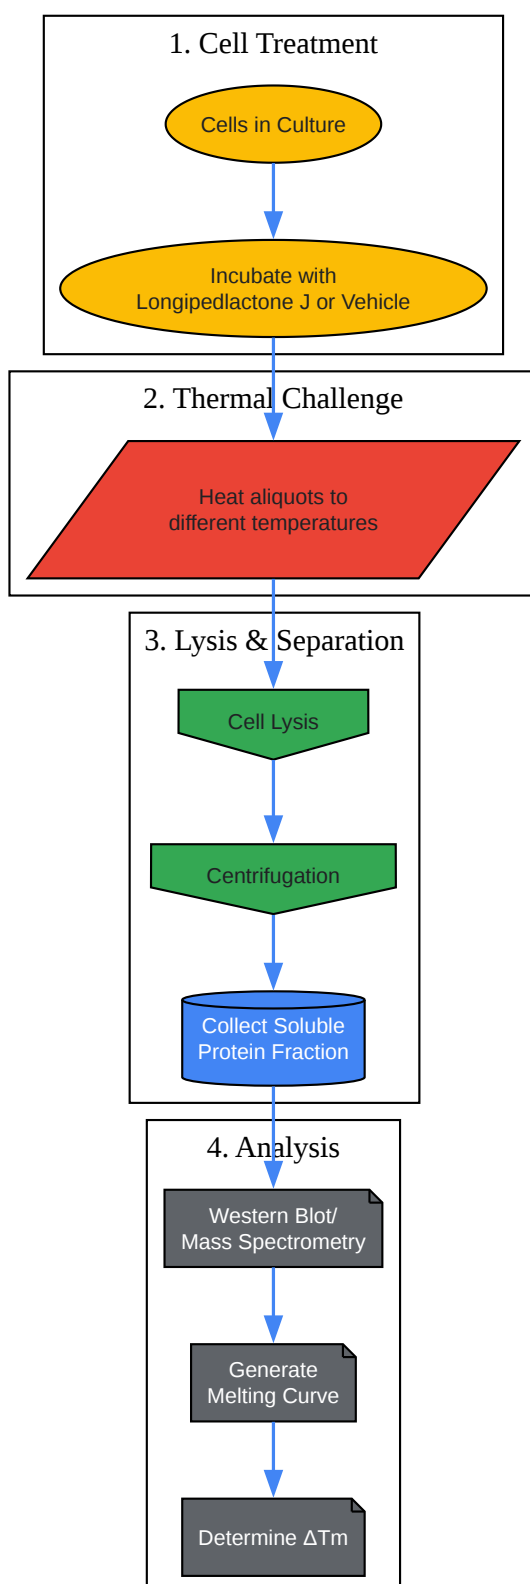 1. Cell Treatment
Cells in Culture
Incubate with
Longipedlactone J or Vehicle
2. Thermal Challenge
Heat aliquots to
different temperatures
3. Lysis & Separation
Cell Lysis
Centrifugation
Collect Soluble
Protein Fraction
4. Analysis
Western Blot/
Mass Spectrometry
Generate
Melting Curve
Determine ΔTm